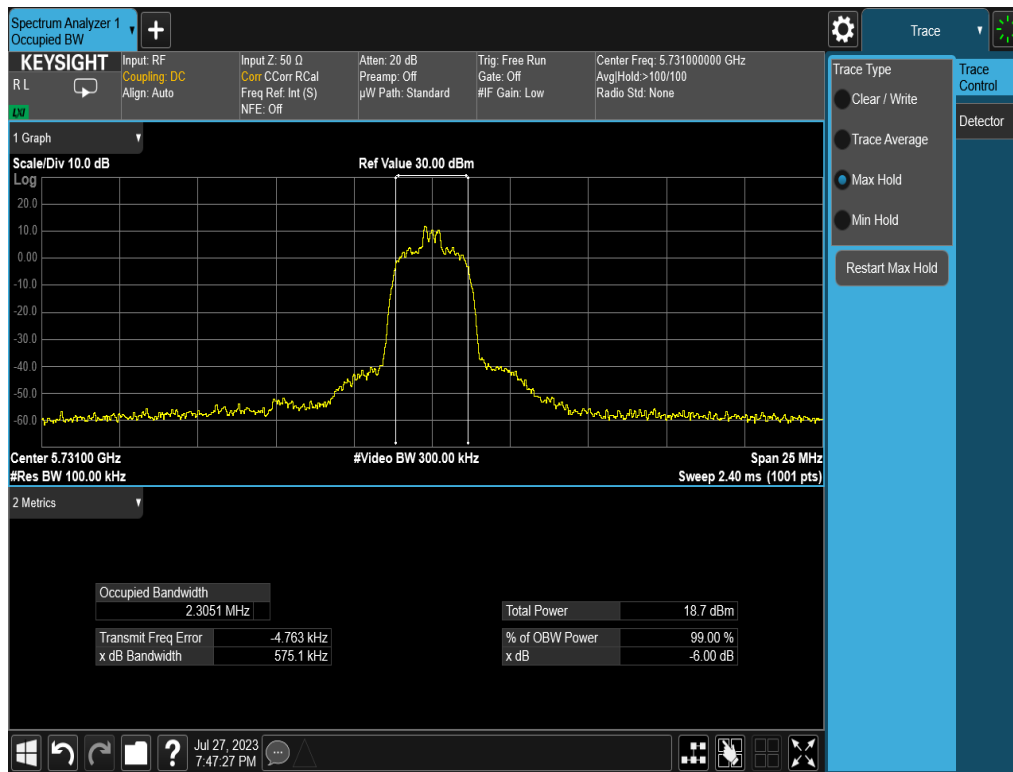 Spectrum Analyzer 1
Occupied BW
+
Trace
KEYSIGHT
R L
LNI
Input: RF
Coupling: DC
Align: Auto
Input Z: 50 Ω
Corr CCorr RCal
Freq Ref: Int (S)
NFE: Off
Atten: 20 dB
Preamp: Off
µW Path: Standard
Trig: Free Run
Gate: Off
#IF Gain: Low
Center Freq: 5.731000000 GHz
Avg|Hold:>100/100
Radio Std: None
Trace Type
Clear / Write
Trace Average
Max Hold
Min Hold
Restart Max Hold
Trace
Control
Detector
1 Graph
Scale/Div 10.0 dB
Ref Value 30.00 dBm
Log
20.0
10.0
0.00
-10.0
-20.0
-30.0
-40.0
-50.0
-60.0
Center 5.73100 GHz
#Video BW 300.00 kHz
Span 25 MHz
#Res BW 100.00 kHz
Sweep 2.40 ms (1001 pts)
2 Metrics
Occupied Bandwidth
2.3051 MHz
Total Power 18.7 dBm
Transmit Freq Error -4.763 kHz
% of OBW Power 99.00 %
x dB Bandwidth 575.1 kHz
x dB -6.00 dB
?
Jul 27, 2023
7:47:27 PM